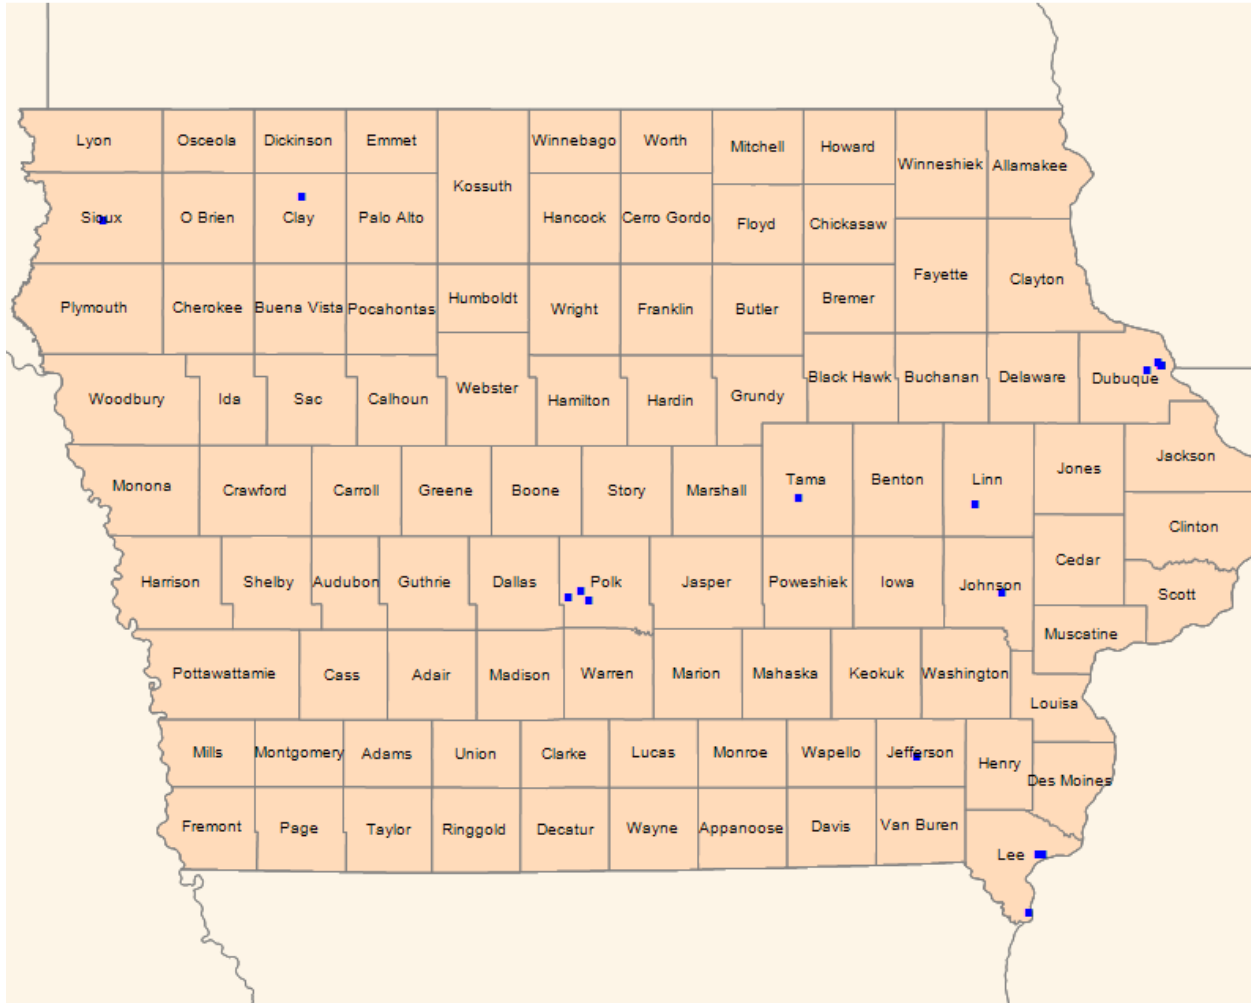 Lyon
Osceola
Dickinson
Emmet
Kossuth
Winnebago
Worth
Mitchell
Howard
Winneshiek
Allamakee
Sioux
O Brien
Clay
Palo Alto
Hancock
Cerro Gordo
Floyd
Chickasaw
Fayette
Clayton
Plymouth
Cherokee
Buena Vista
Pocahontas
Humboldt
Wright
Franklin
Butler
Bremer
Woodbury
Ida
Sac
Calhoun
Webster
Hamilton
Hardin
Grundy
Black Hawk
Buchanan
Delaware
Dubuque
Monona
Crawford
Carroll
Greene
Boone
Story
Marshall
Tama
Benton
Linn
Jones
Jackson
Clinton
Harrison
Shelby
Audubon
Guthrie
Dallas
Polk
Jasper
Poweshiek
Iowa
Johnson
Cedar
Scott
Muscatine
Pottawattamie
Cass
Adair
Madison
Warren
Marion
Mahaska
Keokuk
Washington
Louisa
Mills
Montgomery
Adams
Union
Clarke
Lucas
Monroe
Wapello
Jefferson
Henry
Des Moines
Fremont
Page
Taylor
Ringgold
Decatur
Wayne
Appanoose
Davis
Van Buren
Lee